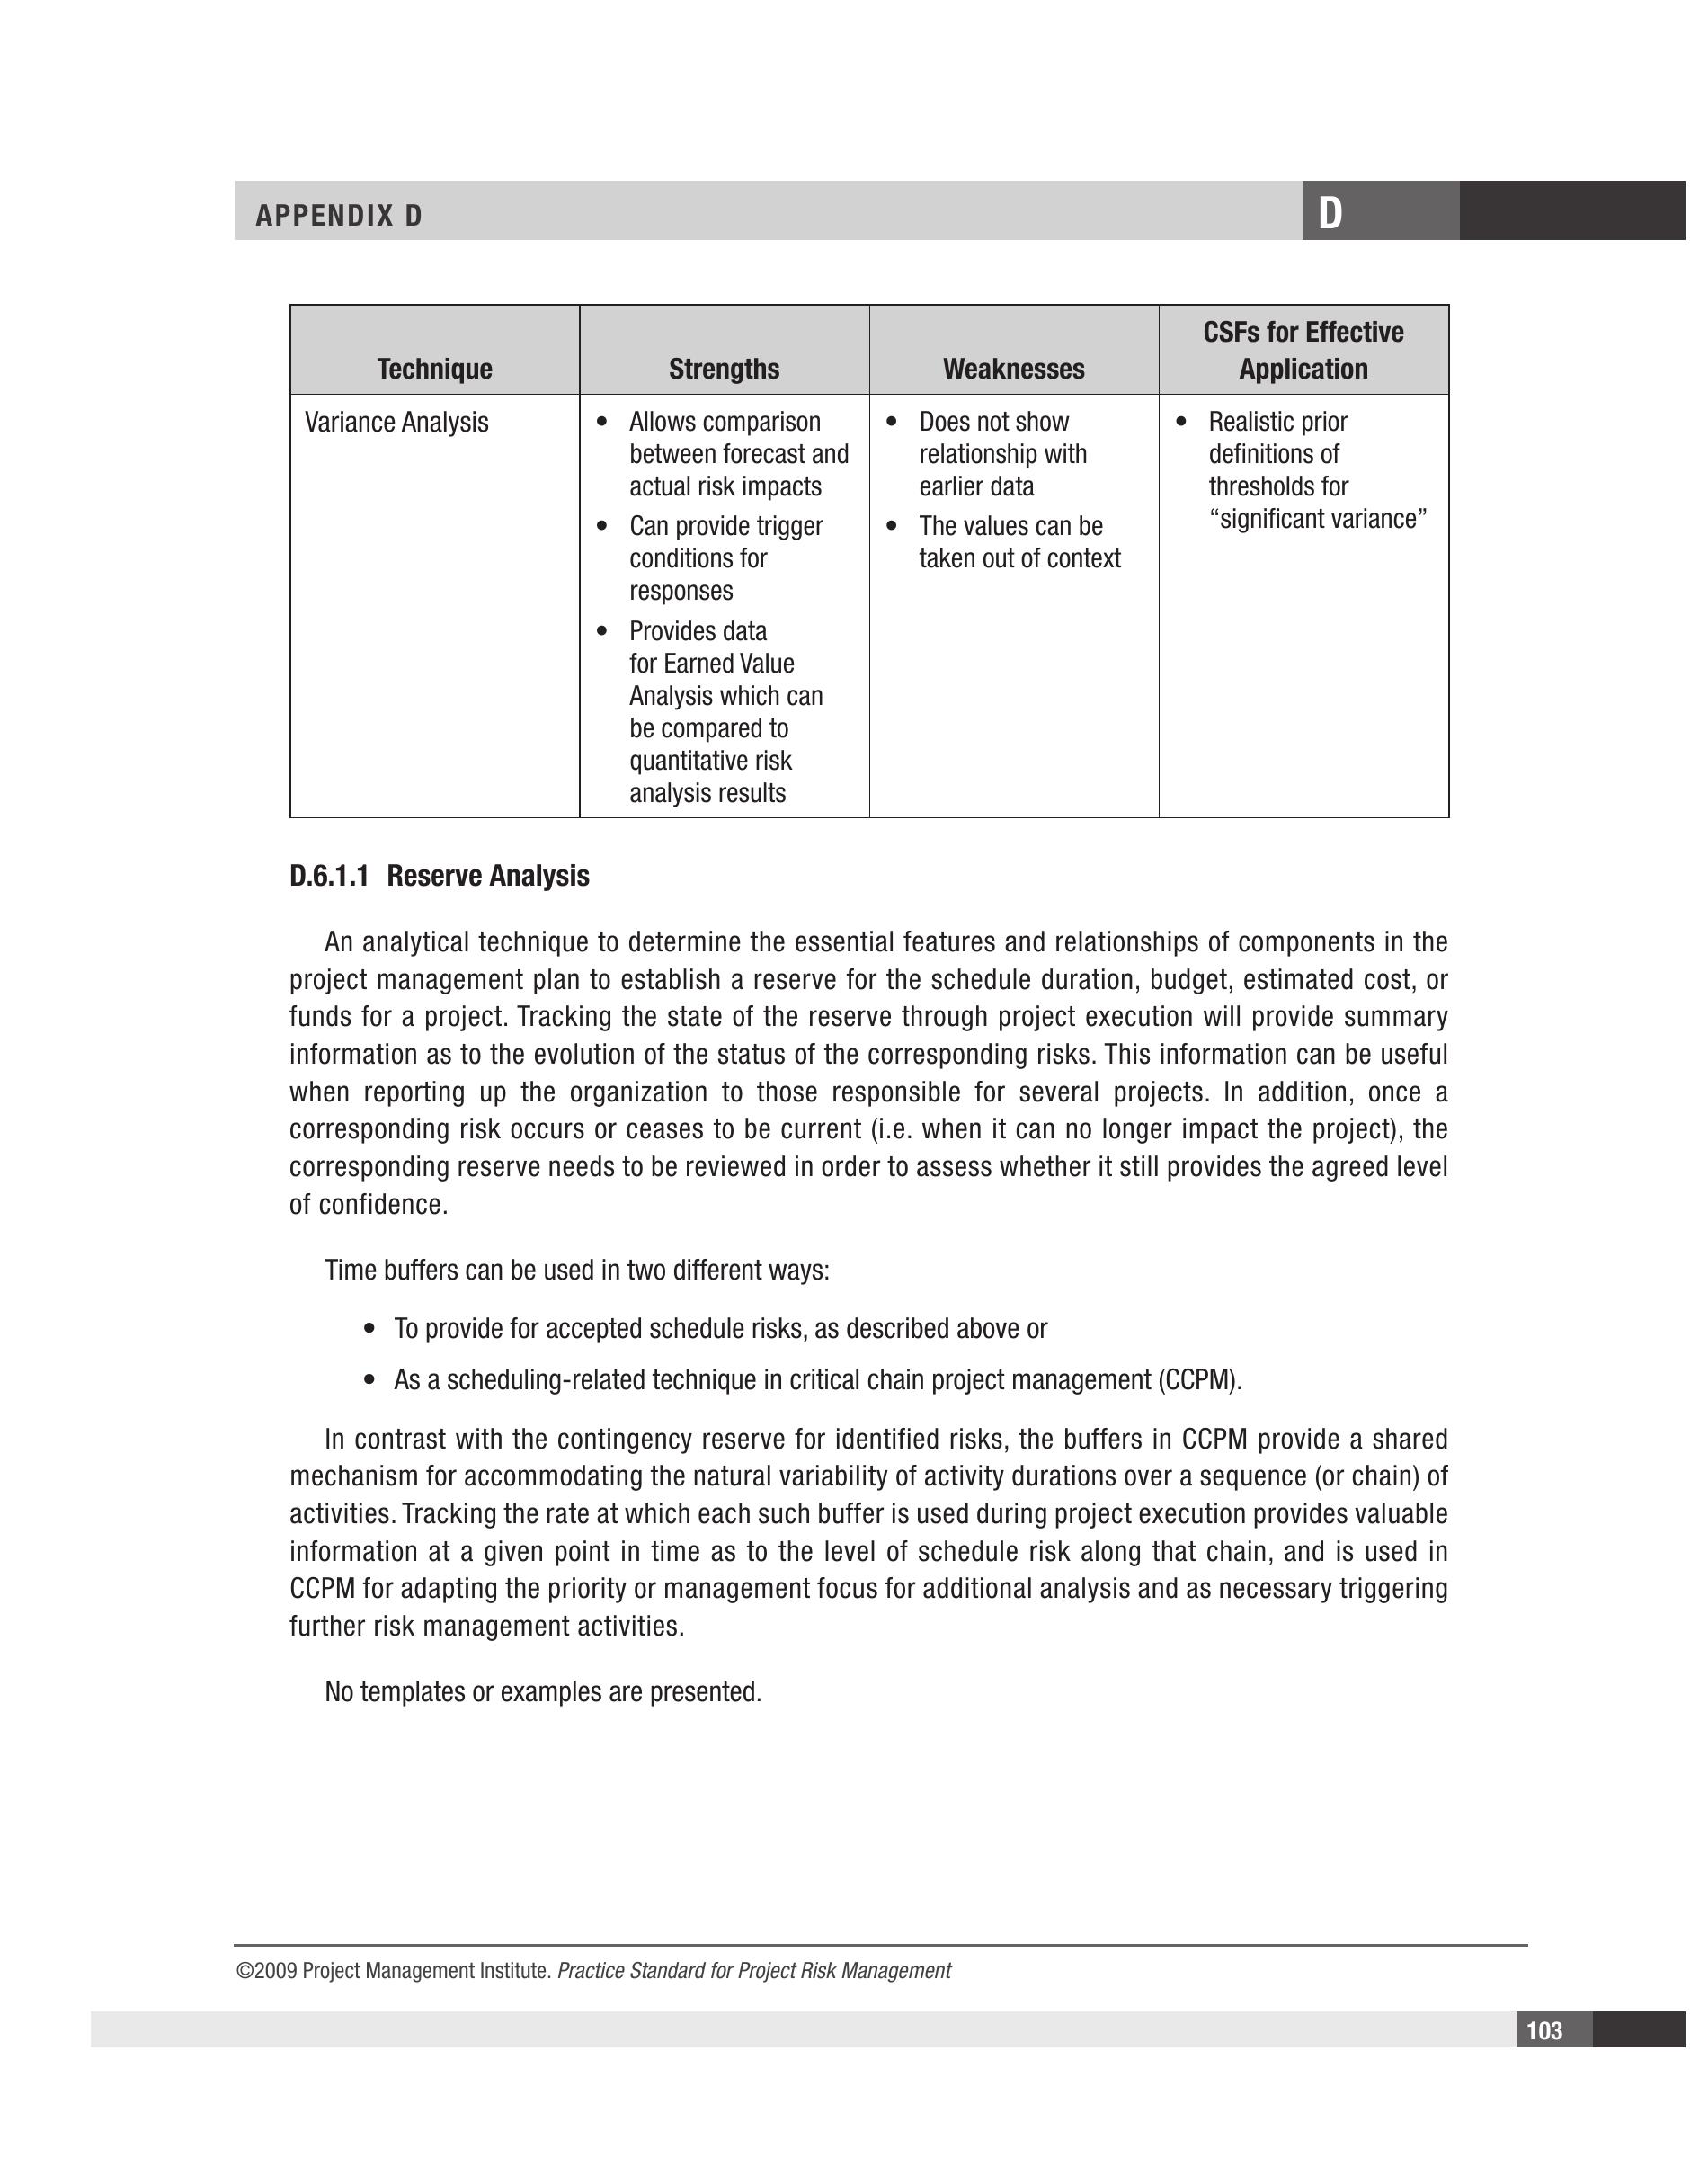 APPENDIX D
D
Technique
Strengths
Weaknesses
CSFs for Effective
Application
Variance Analysis
• Allows comparison
between forecast and
actual risk impacts
• Can provide trigger
conditions for
responses
• Provides data
for Earned Value
Analysis which can
be compared to
quantitative risk
analysis results
• Does not show
relationship with
earlier data
• The values can be
taken out of context
• Realistic prior
definitions of
thresholds for
“significant variance”
D.6.1.1 Reserve Analysis
An analytical technique to determine the essential features and relationships of components in the
project management plan to establish a reserve for the schedule duration, budget, estimated cost, or
funds for a project. Tracking the state of the reserve through project execution will provide summary
information as to the evolution of the status of the corresponding risks. This information can be useful
when reporting up the organization to those responsible for several projects. In addition, once a
corresponding risk occurs or ceases to be current (i.e. when it can no longer impact the project), the
corresponding reserve needs to be reviewed in order to assess whether it still provides the agreed level
of confidence.
Time buffers can be used in two different ways:
• To provide for accepted schedule risks, as described above or
• As a scheduling-related technique in critical chain project management (CCPM).
In contrast with the contingency reserve for identified risks, the buffers in CCPM provide a shared
mechanism for accommodating the natural variability of activity durations over a sequence (or chain) of
activities. Tracking the rate at which each such buffer is used during project execution provides valuable
information at a given point in time as to the level of schedule risk along that chain, and is used in
CCPM for adapting the priority or management focus for additional analysis and as necessary triggering
further risk management activities.
No templates or examples are presented.
©2009 Project Management Institute. Practice Standard for Project Risk Management
103